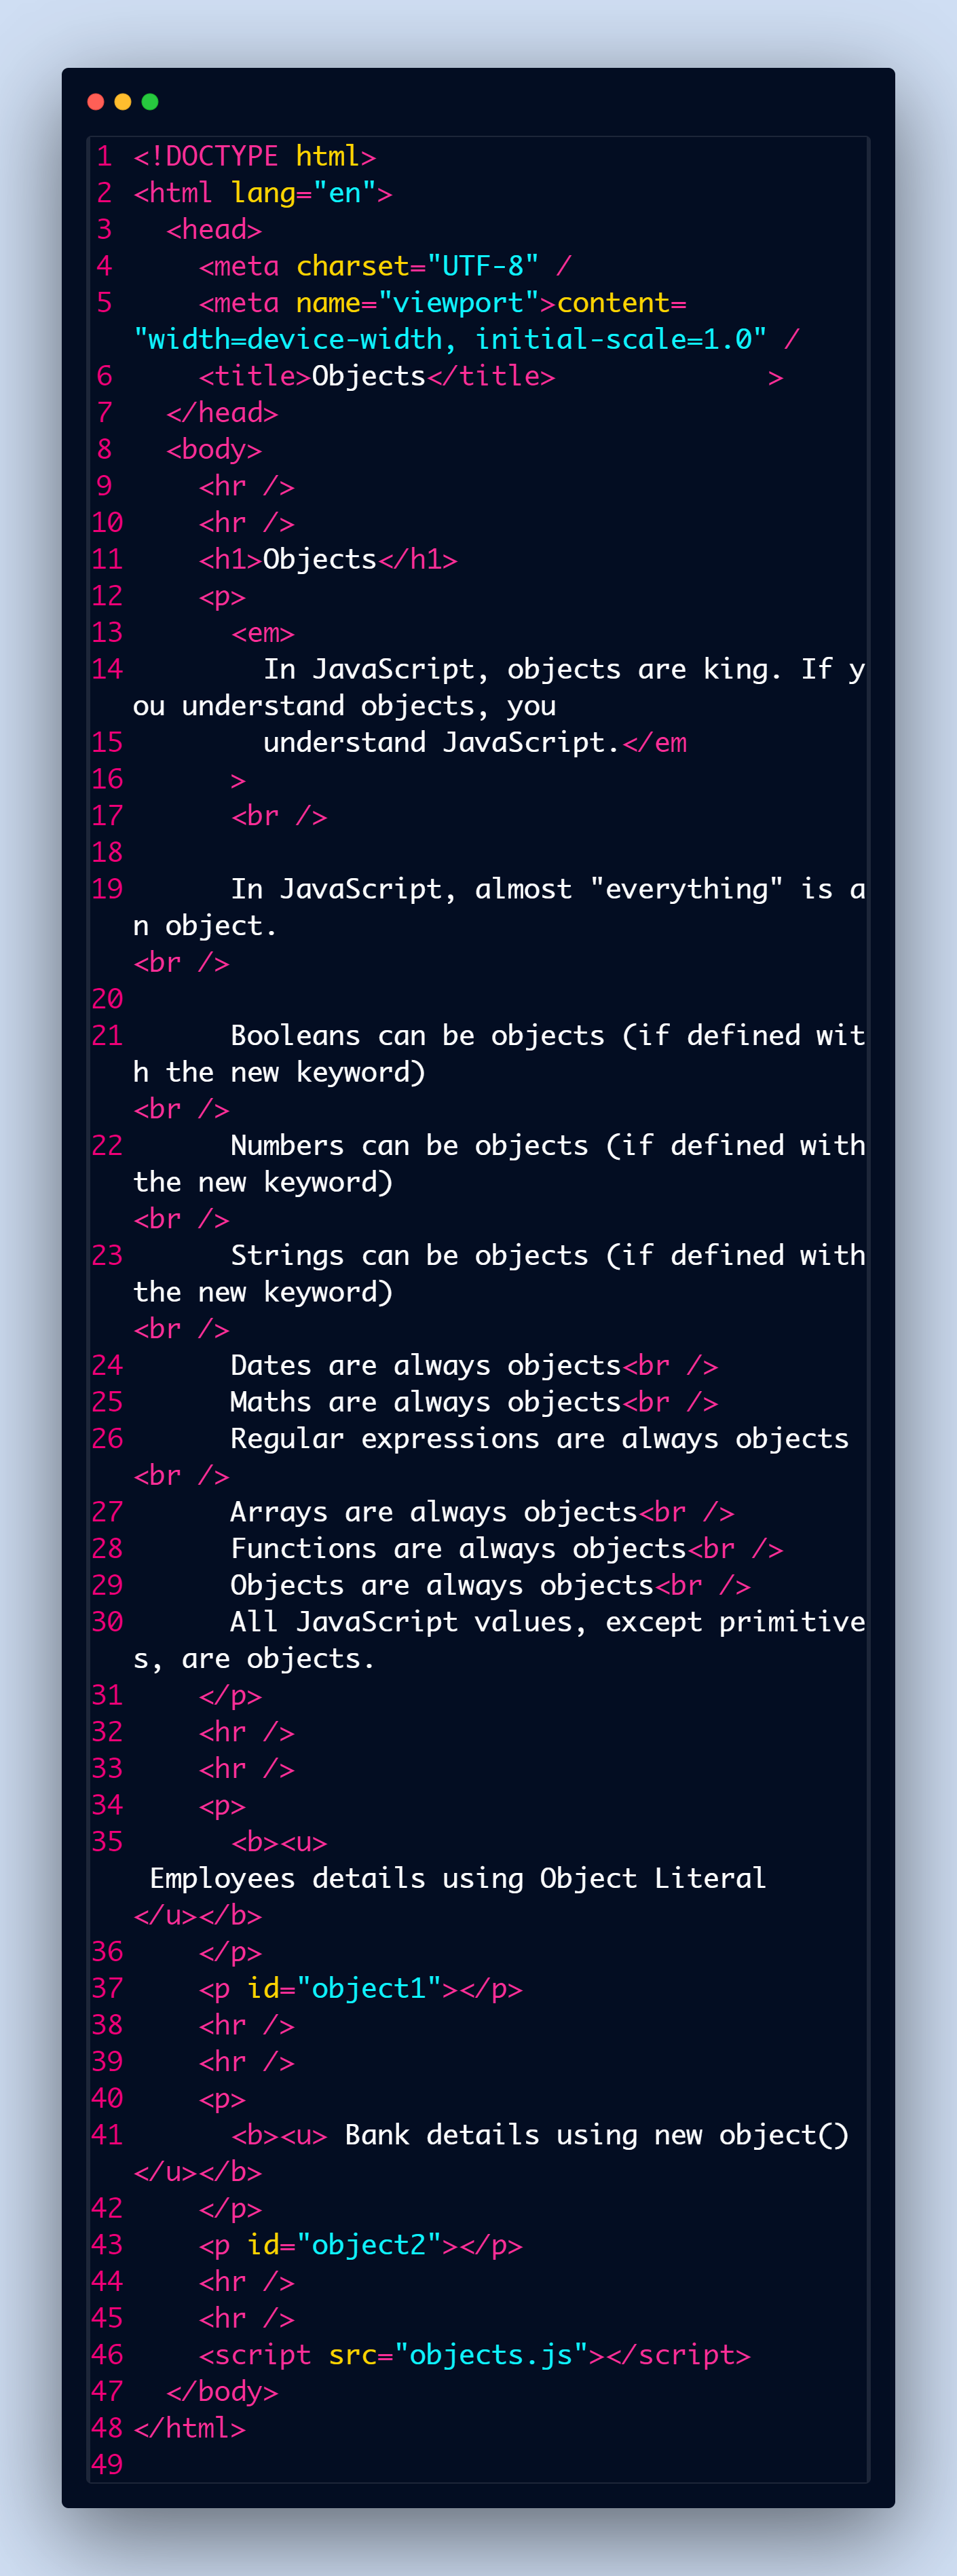 1 <!DOCTYPE html>
2 <html lang="en">
3   <head>
4     <meta charset="UTF-8" /
5     <meta name="viewport">content=
"width=device-width, initial-scale=1.0" /
6     <title>Objects</title>             >
7   </head>
8   <body>
9     <hr />
10     <hr />
11     <h1>Objects</h1>
12     <p>
13       <em>
14         In JavaScript, objects are king. If y
ou understand objects, you
15         understand JavaScript.</em
16       >
17       <br />
18
19       In JavaScript, almost "everything" is a
n object.
<br />
20
21       Booleans can be objects (if defined wit
h the new keyword)
<br />
22       Numbers can be objects (if defined with
the new keyword)
<br />
23       Strings can be objects (if defined with
the new keyword)
<br />
24       Dates are always objects<br />
25       Maths are always objects<br />
26       Regular expressions are always objects
<br />
27       Arrays are always objects<br />
28       Functions are always objects<br />
29       Objects are always objects<br />
30       All JavaScript values, except primitive
s, are objects.
31     </p>
32     <hr />
33     <hr />
34     <p>
35       <b><u>
 Employees details using Object Literal
</u></b>
36     </p>
37     <p id="object1"></p>
38     <hr />
39     <hr />
40     <p>
41       <b><u> Bank details using new object()
</u></b>
42     </p>
43     <p id="object2"></p>
44     <hr />
45     <hr />
46     <script src="objects.js"></script>
47   </body>
48 </html>
49